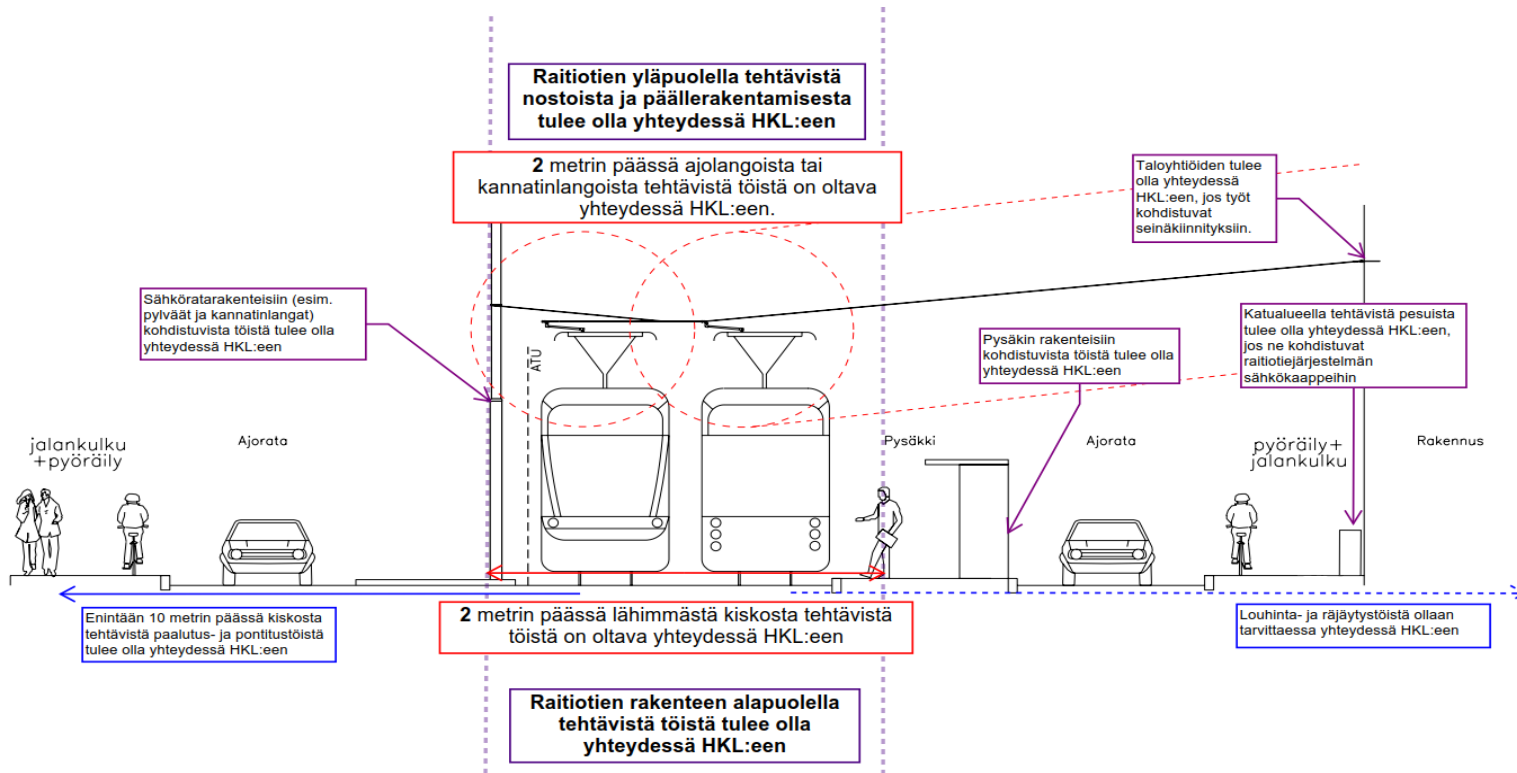 Raitiotien yläpuolella tehtävistä
nostoista ja päällerakentamisesta
tulee olla yhteydessä HKL:een
2 metrin päässä ajolangoista tai
kannatinlangoista tehtävistä töistä on oltava
yhteydessä HKL:een.
Taloyhtiöiden tulee
olla yhteydessä
HKL:een, jos työt
kohdistuvat
seinäkiinnityksiin.
Sähköratarakenteisiin (esim.
pylväät ja kannatinlangat)
kohdistuvista töistä tulee olla
yhteydessä HKL:een
ATU
Pysäkin rakenteisiin
kohdistuvista töistä tulee olla
yhteydessä HKL:een
Katualueella tehtävistä pesuista
tulee olla yhteydessä HKL:een,
jos ne kohdistuvat
raitiotiejärjestelmän
sähkökaappeihin
jalankulku
+pyöräily
Ajorata
Pysäkki
Ajorata
pyöräily+
jalankulku
Rakennus
Enintään 10 metrin päässä kiskosta
tehtävistä paalutus- ja pontitustöistä
tulee olla yhteydessä HKL:een
2 metrin päässä lähimmästä kiskosta tehtävistä
töistä on oltava yhteydessä HKL:een
Louhinta- ja räjäytystöistä ollaan
tarvittaessa yhteydessä HKL:een
Raitiotien rakenteen alapuolella
tehtävistä töistä tulee olla
yhteydessä HKL:een